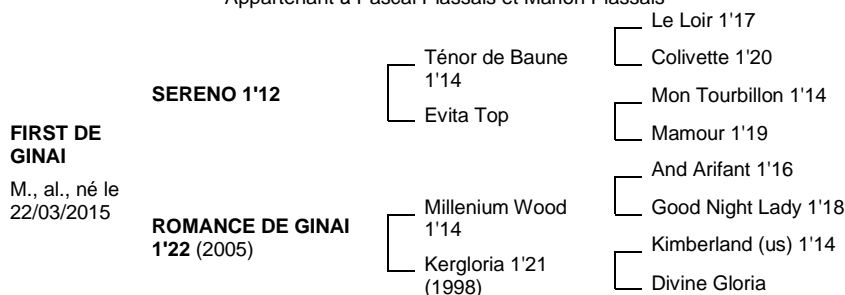 Appartenant à Pascal Plassais et Marion Plassais
FIRST DE
GINAI
M., al., né le
22/03/2015
SERENO 1'12
ROMANCE DE GINAI
1'22 (2005)
Ténor de Baune
1'14
Evita Top
Millenium Wood
1'14
Kergloria 1'21
(1998)
Le Loir 1'17
Colivette 1'20
Mon Tourbillon 1'14
Mamour 1'19
And Arifant 1'16
Good Night Lady 1'18
Kimberland (us) 1'14
Divine Gloria